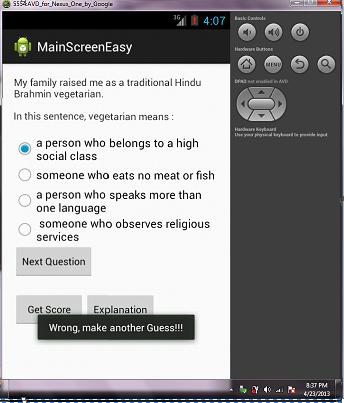 5554:AVD_for_Nexus_One_by_Google
3G 4:07
MainScreenEasy
My family raised me as a traditional Hindu
Brahmin vegetarian.
In this sentence, vegetarian means :
a person who belongs to a high
social class
someone who eats no meat or fish
a person who speaks more than
one language
someone who observes religious
services
Next Question
Get Score Explanation
Wrong, make another Guess!!!
Basic Controls
Hardware Buttons
MENU
DPAD not enabled in AVD
Hardware Keyboard
Use your physical keyboard to provide input
8:37 PM
4/23/2013